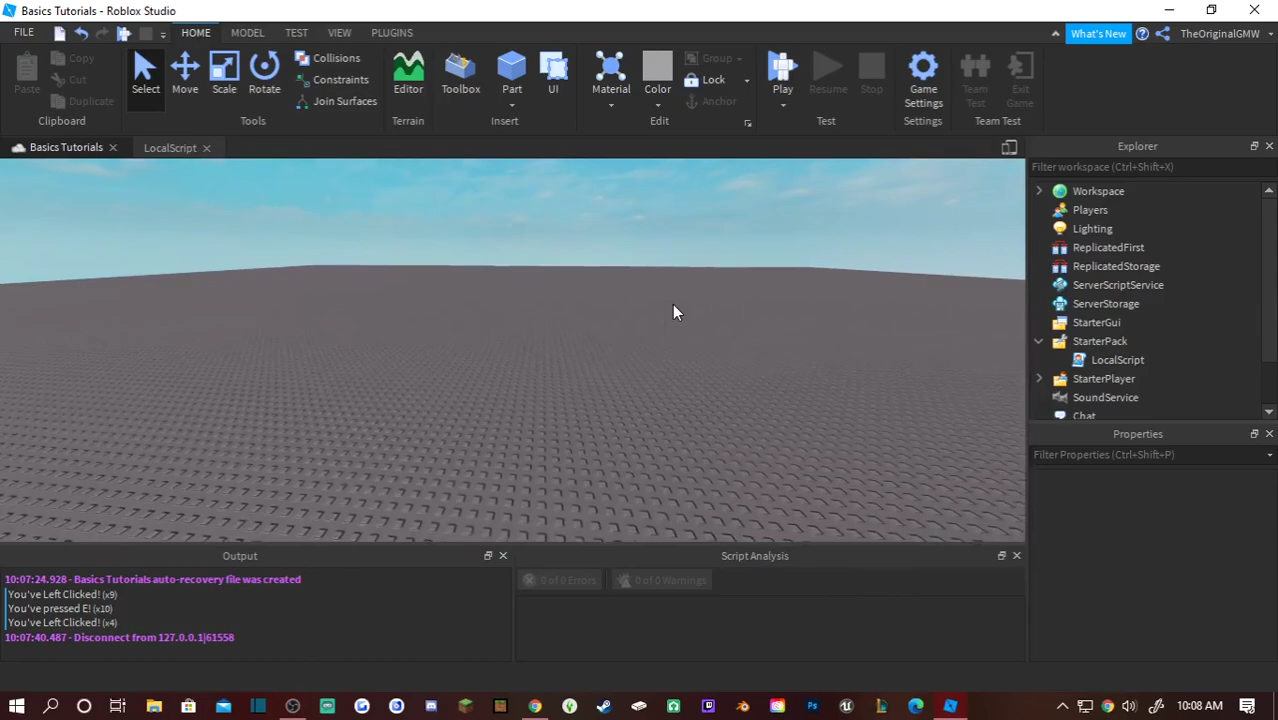 Basics Tutorials - Roblox Studio
FILE HOME MODEL TEST VIEW PLUGINS What's New TheOriginalGMW
Paste Copy Cut Duplicate
Clipboard
Select Move Scale Rotate Collisions Constraints Join Surfaces
Tools
Editor
Terrain
Toolbox Part UI
Insert
Material Color Group Lock Anchor
Edit
Play Resume Stop
Test
Game Settings
Settings
Team Test Exit Game
Team Test
Basics Tutorials LocalScript
Explorer
Filter workspace (Ctrl+Shift+X)
Workspace
Players
Lighting
ReplicatedFirst
ReplicatedStorage
ServerScriptService
ServerStorage
StarterGui
StarterPack
LocalScript
StarterPlayer
SoundService
Chat
Properties
Filter Properties (Ctrl+Shift+P)
Output
10:07:24.928 - Basics Tutorials auto-recovery file was created
You've Left Clicked! (x9)
You've pressed E! (x10)
You've Left Clicked! (x4)
10:07:40.487 - Disconnect from 127.0.0.1|61558
Script Analysis
0 of 0 Errors 0 of 0 Warnings
10:08 AM